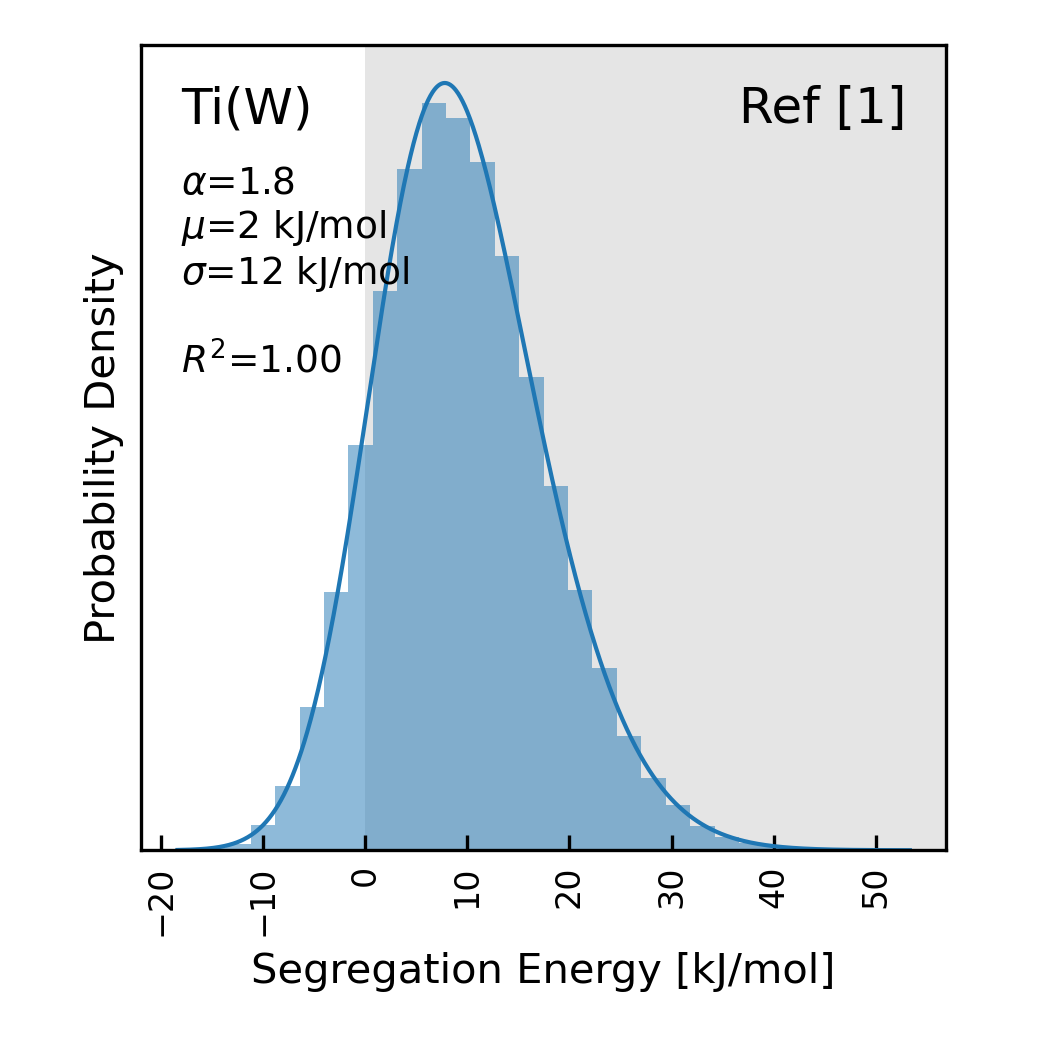 Ti(W)
Ref [1]
α=1.8
μ=2 kJ/mol
σ=12 kJ/mol
R²=1.00
Probability Density
−20 −10 0 10 20 30 40 50
Segregation Energy [kJ/mol]